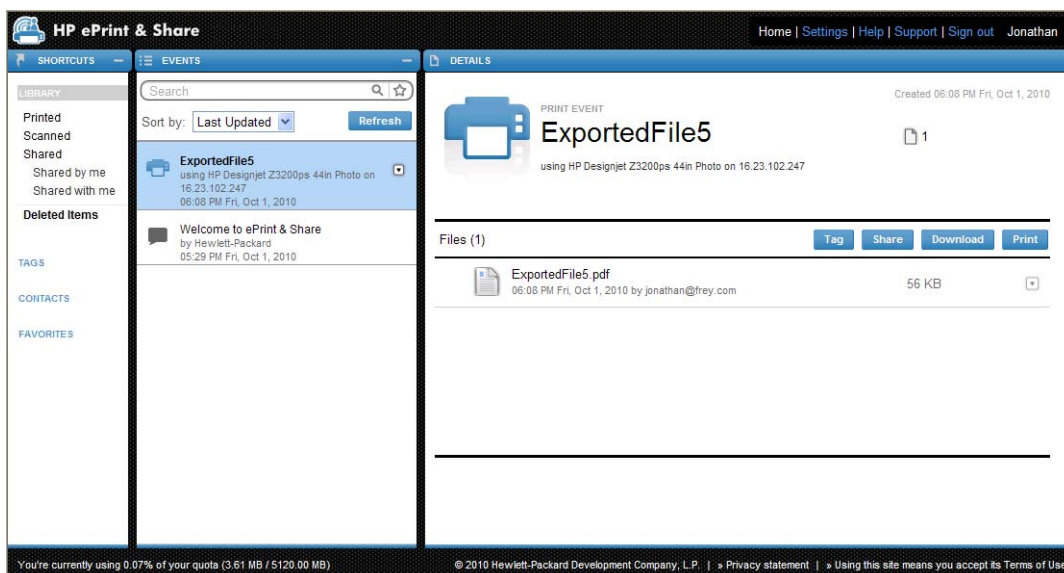 HP ePrint & Share
Home | Settings | Help | Support | Sign out Jonathan
SHORTCUTS
LIBRARY
Printed
Scanned
Shared
Shared by me
Shared with me
Deleted Items
TAGS
CONTACTS
FAVORITES
EVENTS
Search
Sort by: Last Updated Refresh
ExportedFile5
using HP Designjet Z3200ps 44in Photo on
16.23.102.247
06:08 PM Fri, Oct 1, 2010
Welcome to ePrint & Share
by Hewlett-Packard
05:29 PM Fri, Oct 1, 2010
DETAILS
Created 06:08 PM Fri, Oct 1, 2010
PRINT EVENT
ExportedFile5
1
using HP Designjet Z3200ps 44in Photo on 16.23.102.247
Files (1) Tag Share Download Print
ExportedFile5.pdf
06:08 PM Fri, Oct 1, 2010 by jonathan@frey.com
56 KB
You're currently using 0.07% of your quota (3.61 MB / 5120.00 MB)
© 2010 Hewlett-Packard Development Company, L.P. | » Privacy statement | » Using this site means you accept its Terms of Us